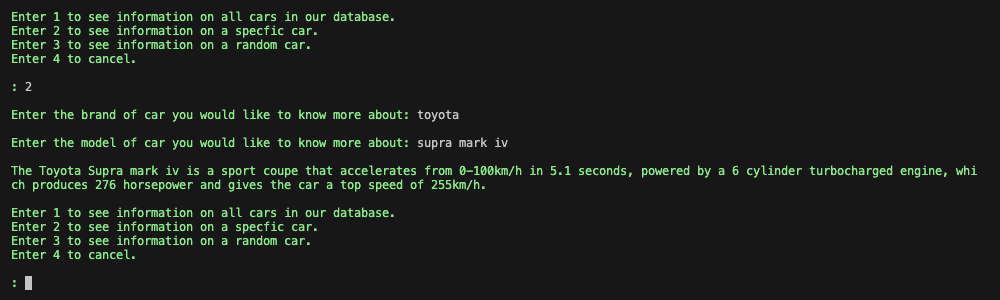 Enter 1 to see information on all cars in our database.
Enter 2 to see information on a specfic car.
Enter 3 to see information on a random car.
Enter 4 to cancel.
: 2
Enter the brand of car you would like to know more about: toyota
Enter the model of car you would like to know more about: supra mark iv
The Toyota Supra mark iv is a sport coupe that accelerates from 0-100km/h in 5.1 seconds, powered by a 6 cylinder turbocharged engine, whi
ch produces 276 horsepower and gives the car a top speed of 255km/h.
Enter 1 to see information on all cars in our database.
Enter 2 to see information on a specfic car.
Enter 3 to see information on a random car.
Enter 4 to cancel.
: